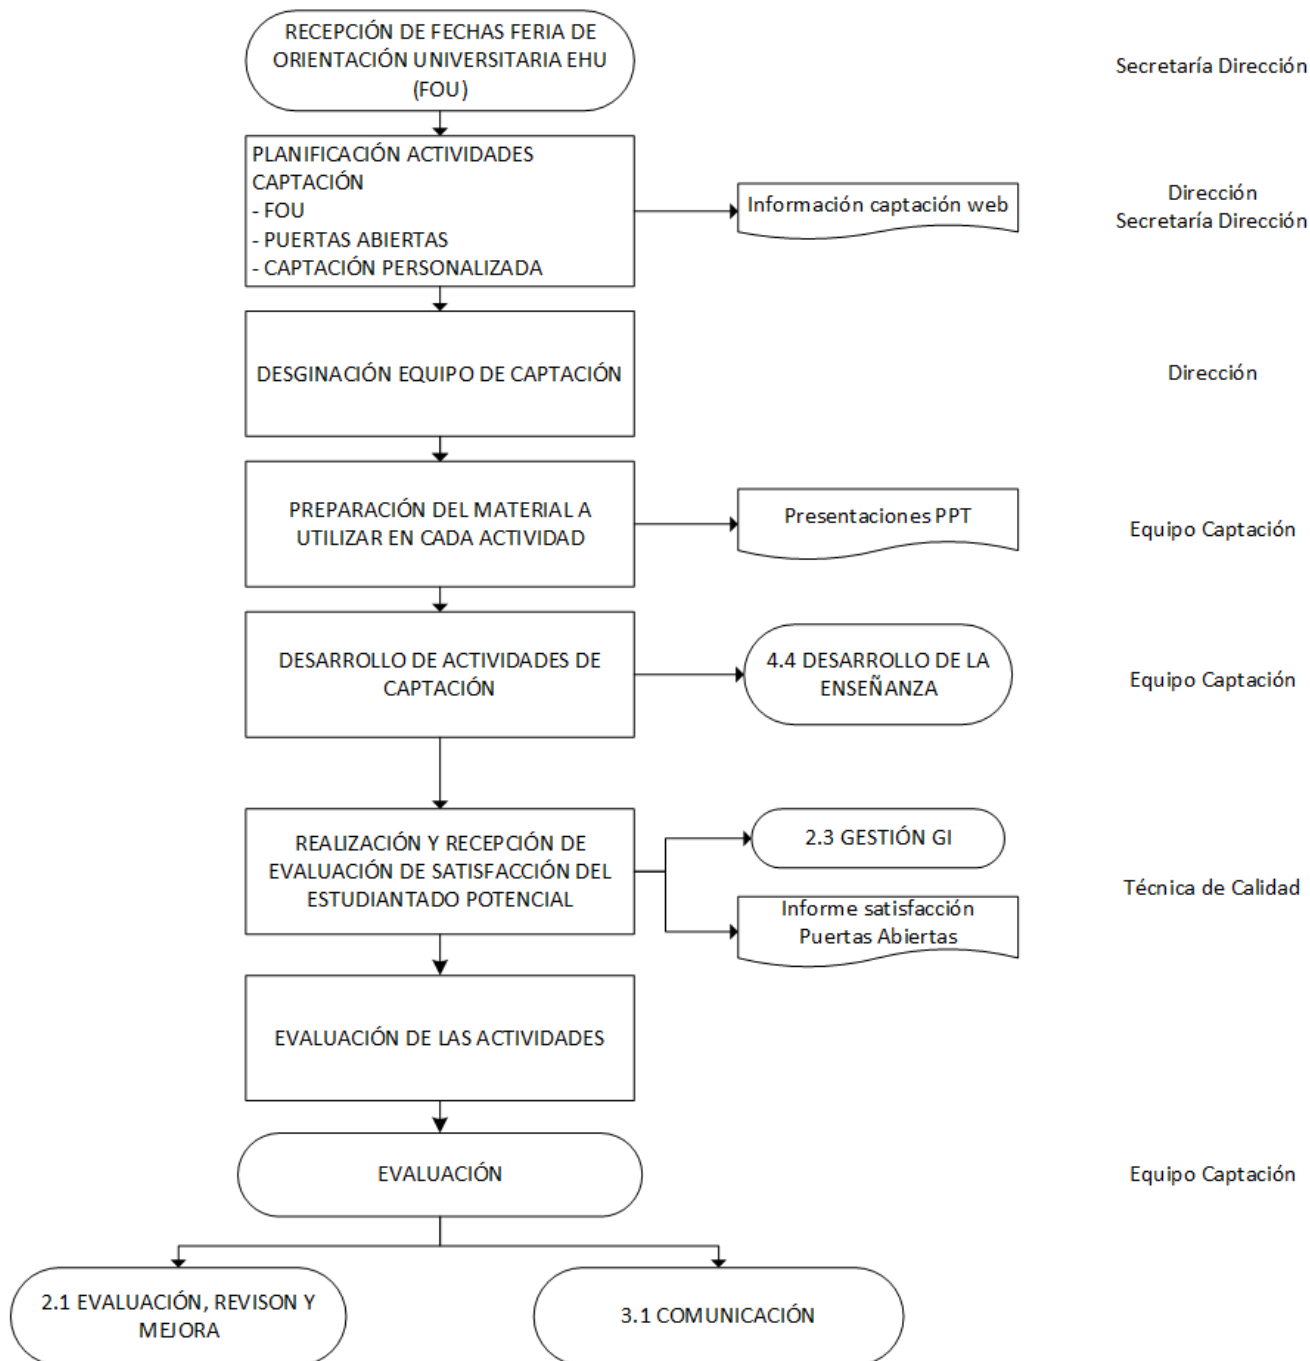 RECEPCIÓN DE FECHAS FERIA DE
ORIENTACIÓN UNIVERSITARIA EHU
(FOU)
Secretaría Dirección
PLANIFICACIÓN ACTIVIDADES
CAPTACIÓN
- FOU
- PUERTAS ABIERTAS
- CAPTACIÓN PERSONALIZADA
Información captación web
Dirección
Secretaría Dirección
DESGINACIÓN EQUIPO DE CAPTACIÓN
Dirección
PREPARACIÓN DEL MATERIAL A
UTILIZAR EN CADA ACTIVIDAD
Presentaciones PPT
Equipo Captación
DESARROLLO DE ACTIVIDADES DE
CAPTACIÓN
4.4 DESARROLLO DE LA
ENSEÑANZA
Equipo Captación
REALIZACIÓN Y RECEPCIÓN DE
EVALUACIÓN DE SATISFACCIÓN DEL
ESTUDIANTADO POTENCIAL
2.3 GESTIÓN GI
Informe satisfacción
Puertas Abiertas
Técnica de Calidad
EVALUACIÓN DE LAS ACTIVIDADES
EVALUACIÓN
Equipo Captación
2.1 EVALUACIÓN, REVISON Y
MEJORA
3.1 COMUNICACIÓN